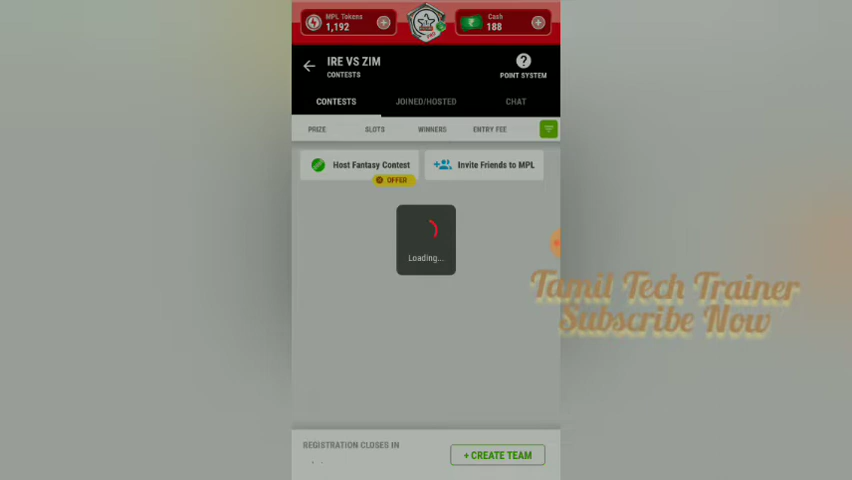 MPL Tokens
1,192
Cash
188
IRE VS ZIM
CONTESTS
POINT SYSTEM
CONTESTS
JOINED/HOSTED
CHAT
PRIZE
SLOTS
WINNERS
ENTRY FEE
Host Fantasy Contest
OFFER
Invite Friends to MPL
Loading...
Tamil Tech Trainer
Subscribe Now
REGISTRATION CLOSES IN
+ CREATE TEAM